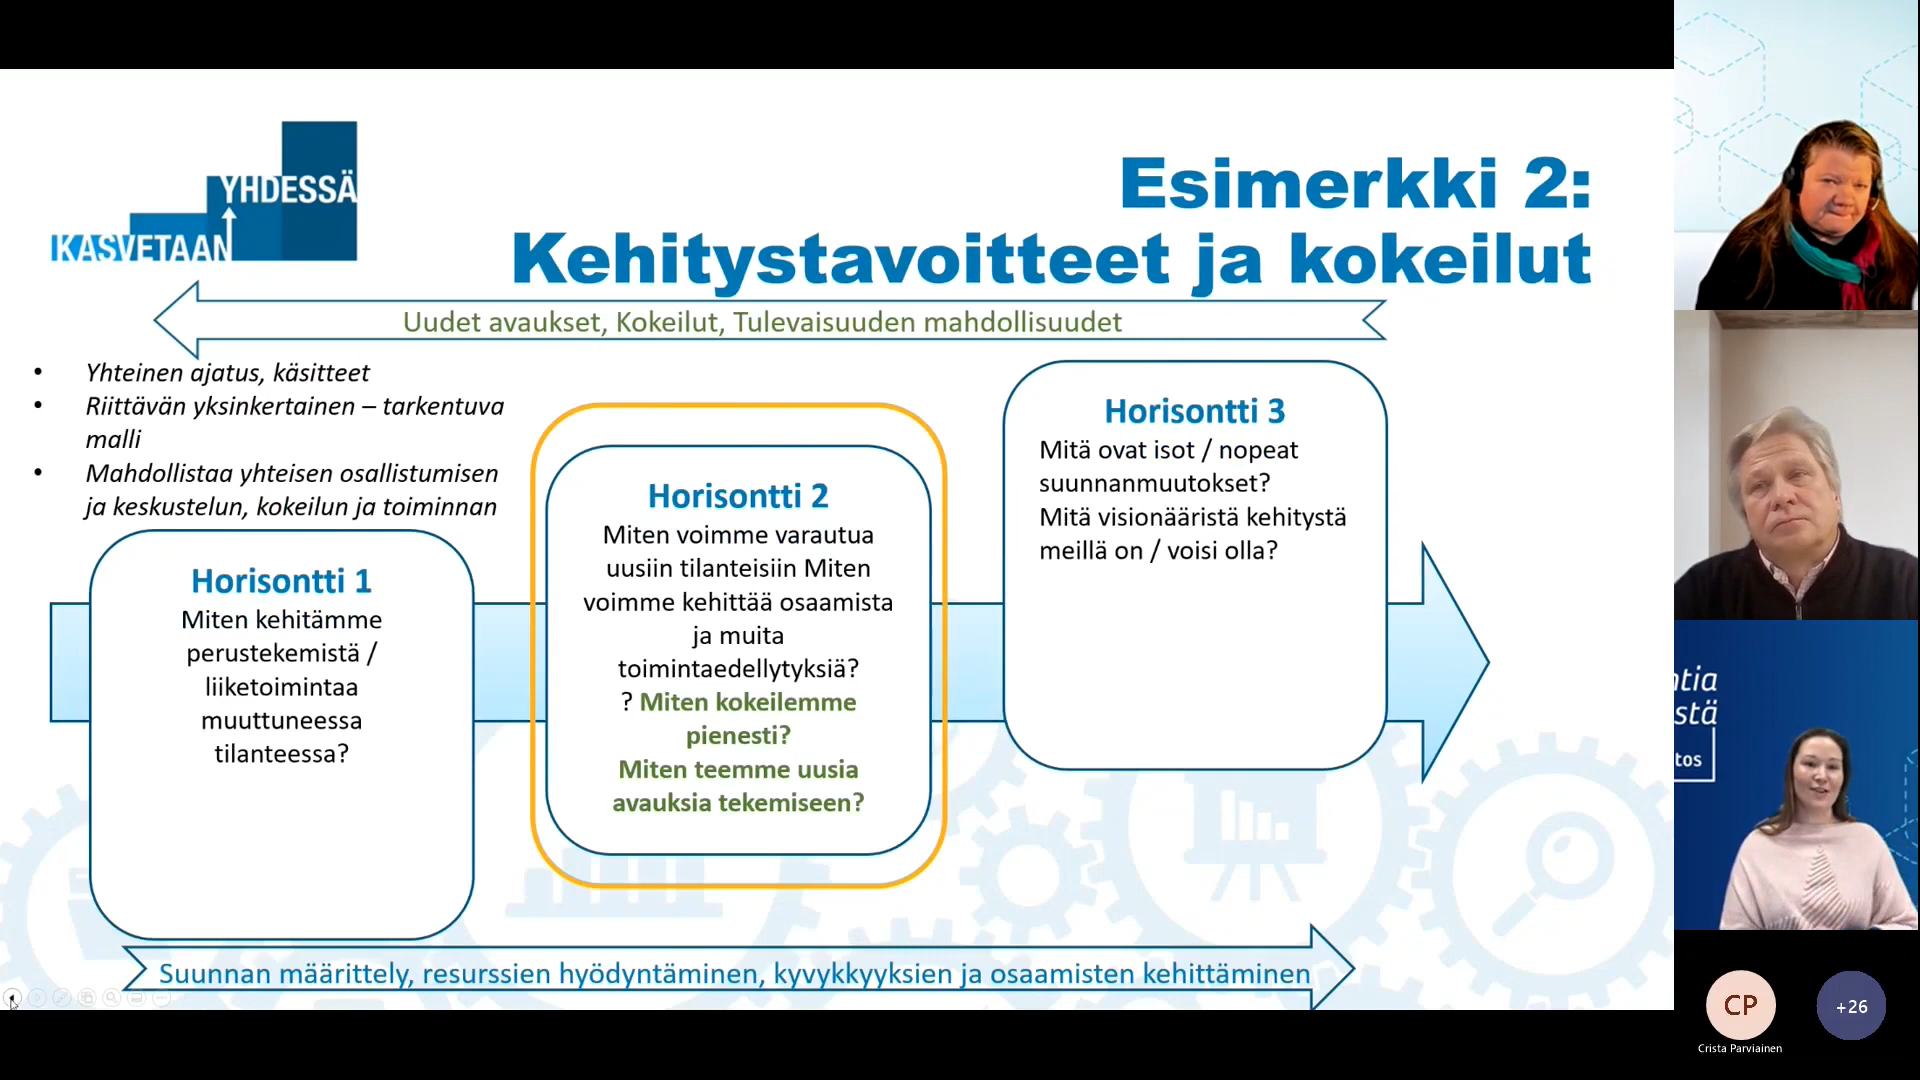 YHDESSÄ
KASVETAAN
Esimerkki 2:
Kehitystavoitteet ja kokeilut
Uudet avaukset, Kokeilut, Tulevaisuuden mahdollisuudet
• Yhteinen ajatus, käsitteet
• Riittävän yksinkertainen – tarkentuva
malli
• Mahdollistaa yhteisen osallistumisen
ja keskustelun, kokeilun ja toiminnan
Horisontti 1
Miten kehitämme
perustekemistä /
liiketoimintaa
muuttuneessa
tilanteessa?
Horisontti 2
Miten voimme varautua
uusiin tilanteisiin Miten
voimme kehittää osaamista
ja muita
toimintaedellytyksiä?
? Miten kokeilemme
pienesti?
Miten teemme uusia
avauksia tekemiseen?
Horisontti 3
Mitä ovat isot / nopeat
suunnanmuutokset?
Mitä visionääristä kehitystä
meillä on / voisi olla?
Suunnan määrittely, resurssien hyödyntäminen, kyvykkyyksien ja osaamisten kehittäminen
ntia
stä
tos
CP
+26
Crista Parviainen